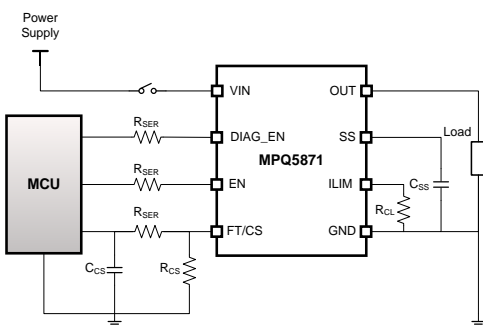 Power
Supply
VIN
OUT
R_SER
DIAG_EN
SS
Load
MPQ5871
MCU
R_SER
EN
ILIM
C_SS
R_CL
R_SER
FT/CS
GND
C_CS
R_CS